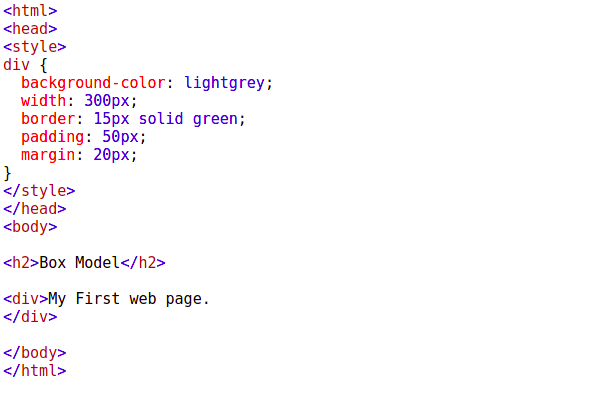 <html>
<head>
<style>
div {
  background-color: lightgrey;
  width: 300px;
  border: 15px solid green;
  padding: 50px;
  margin: 20px;
}
</style>
</head>
<body>

<h2>Box Model</h2>

<div>My First web page.
</div>

</body>
</html>